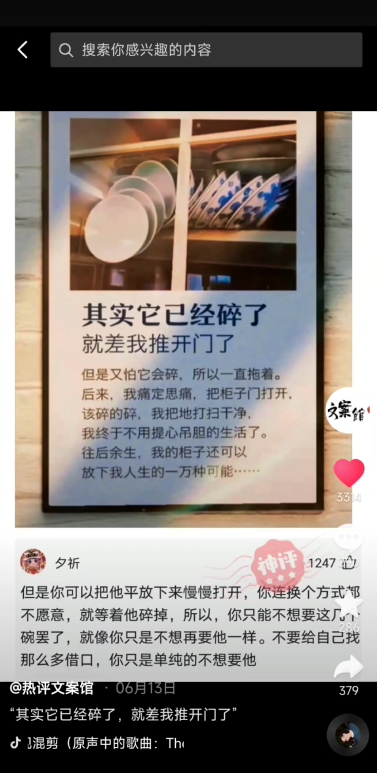 搜索你感兴趣的内容
其实它已经碎了
就差我推开门了
但是又怕它会碎，所以一直拖着。
后来，我痛定思痛，把柜子门打开，
该碎的碎，我把地打扫干净，
我终于不用提心吊胆的生活了。
往后余生，我的柜子还可以
放下我人生的一万种可能……
文案馆
3314
夕祈
神评
1247
但是你可以把他平放下来慢慢打开，你连换个方式都
不愿意，就等着他碎掉，所以，你只能不想要这几个
碗罢了，就像你只是不想再要他一样。不要给自己找
那么多借口，你只是单纯的不想要他
379
@热评文案馆 · 06月13日
“其实它已经碎了，就差我推开门了”
混剪（原声中的歌曲：The